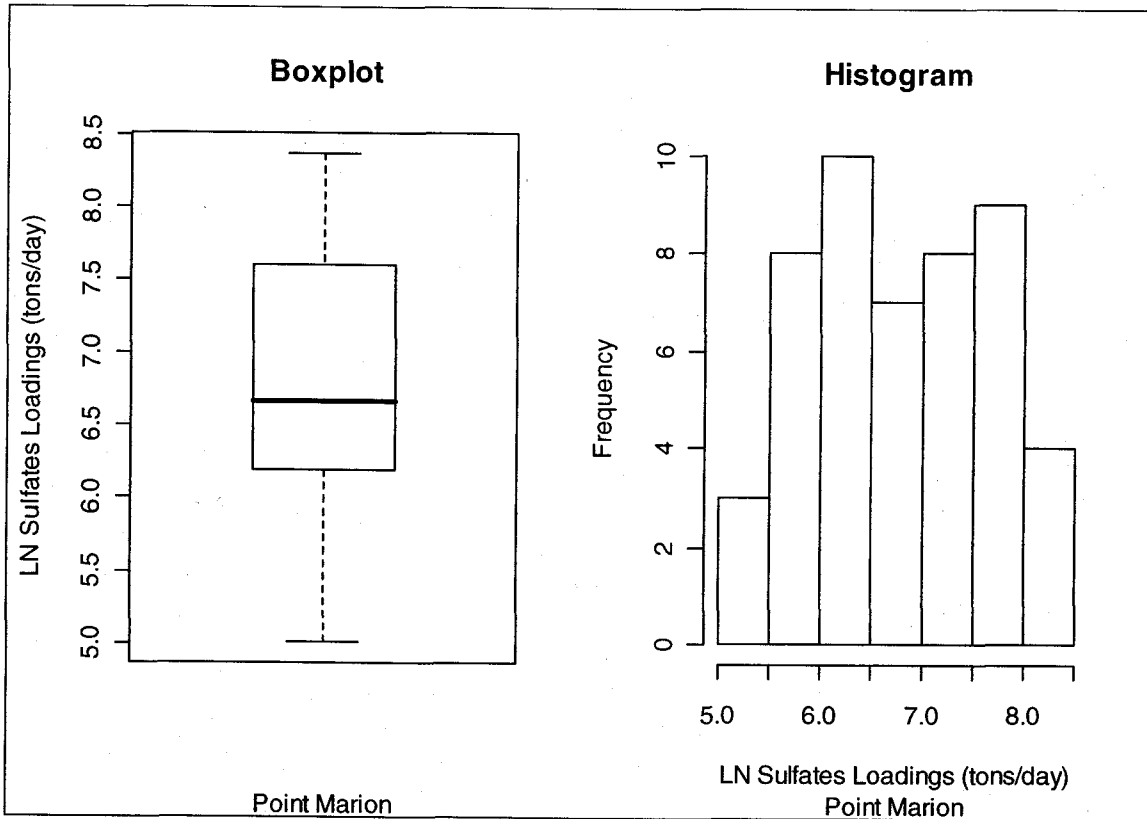 Boxplot
LN Sulfates Loadings (tons/day)
8.5
8.0
7.5
7.0
6.5
6.0
5.5
5.0
Point Marion
Histogram
Frequency
10
8
6
4
2
0
5.0 6.0 7.0 8.0
LN Sulfates Loadings (tons/day)
Point Marion